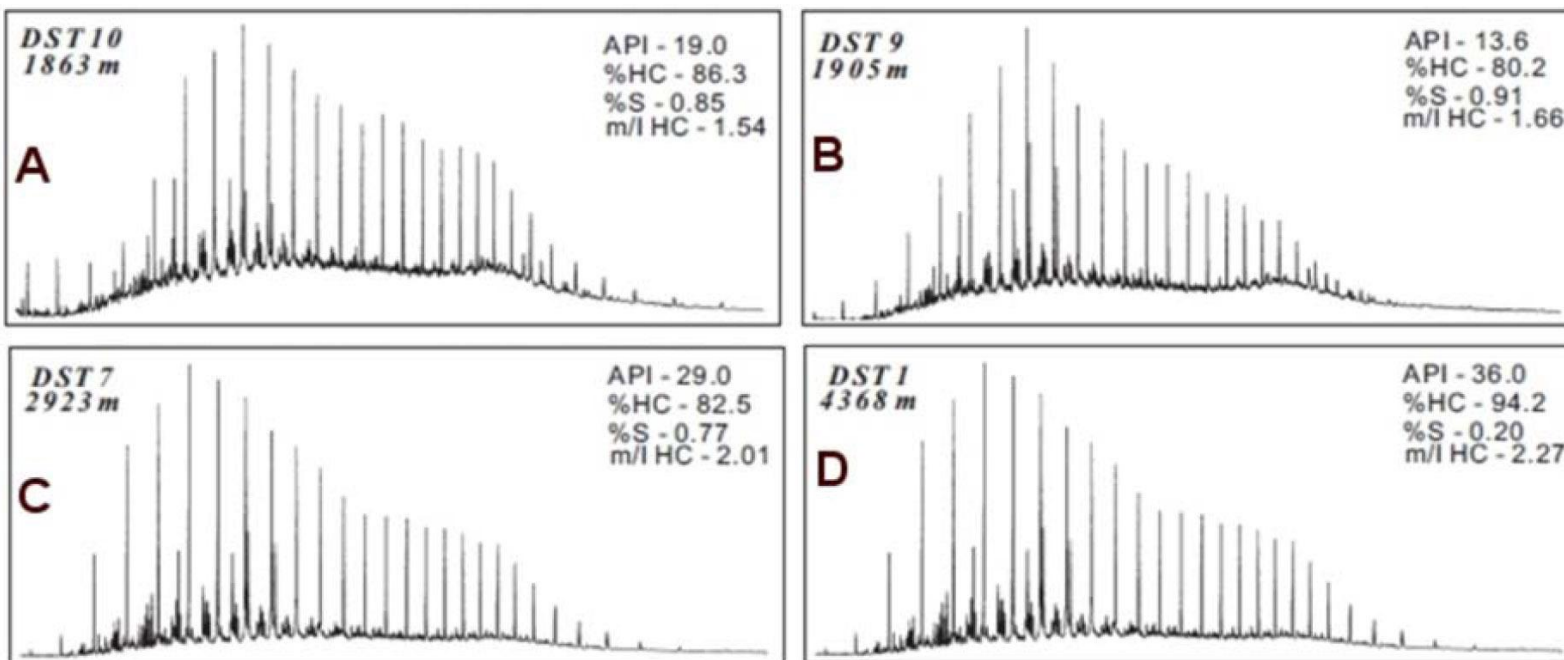 DST 10
1863 m
API - 19.0
%HC - 86.3
%S - 0.85
m/l HC - 1.54
A
DST 9
1905 m
API - 13.6
%HC - 80.2
%S - 0.91
m/l HC - 1.66
B
DST 7
2923 m
API - 29.0
%HC - 82.5
%S - 0.77
m/l HC - 2.01
C
DST 1
4368 m
API - 36.0
%HC - 94.2
%S - 0.20
m/l HC - 2.27
D